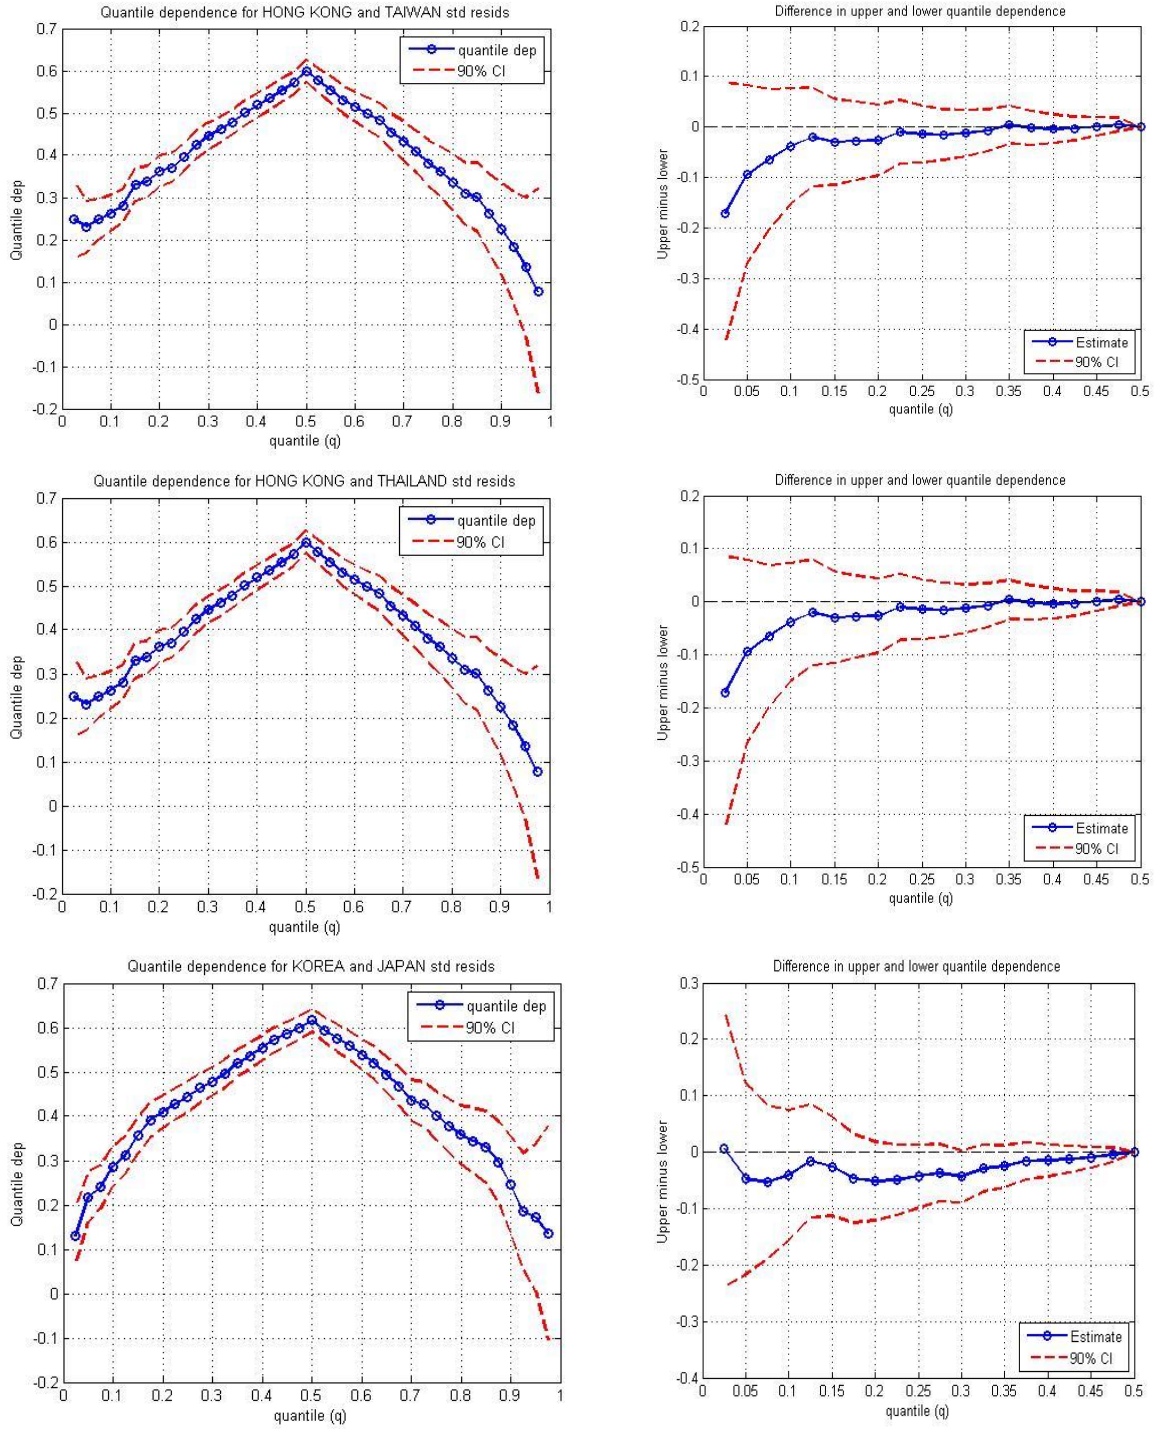 Quantile dependence for HONG KONG and TAIWAN std resids
0.7
0.6
0.5
0.4
0.3
0.2
0.1
0
-0.1
-0.2
Quantile dep
quantile dep
90% CI
0 0.1 0.2 0.3 0.4 0.5 0.6 0.7 0.8 0.9 1
quantile (q)
Difference in upper and lower quantile dependence
0.2
0.1
0
-0.1
-0.2
-0.3
-0.4
-0.5
Upper minus lower
Estimate
90% CI
0 0.05 0.1 0.15 0.2 0.25 0.3 0.35 0.4 0.45 0.5
quantile (q)
Quantile dependence for HONG KONG and THAILAND std resids
0.7
0.6
0.5
0.4
0.3
0.2
0.1
0
-0.1
-0.2
Quantile dep
quantile dep
90% CI
0 0.1 0.2 0.3 0.4 0.5 0.6 0.7 0.8 0.9 1
quantile (q)
Difference in upper and lower quantile dependence
0.2
0.1
0
-0.1
-0.2
-0.3
-0.4
-0.5
Upper minus lower
Estimate
90% CI
0 0.05 0.1 0.15 0.2 0.25 0.3 0.35 0.4 0.45 0.5
quantile (q)
Quantile dependence for KOREA and JAPAN std resids
0.7
0.6
0.5
0.4
0.3
0.2
0.1
0
-0.1
-0.2
Quantile dep
quantile dep
90% CI
0 0.1 0.2 0.3 0.4 0.5 0.6 0.7 0.8 0.9 1
quantile (q)
Difference in upper and lower quantile dependence
0.3
0.2
0.1
0
-0.1
-0.2
-0.3
-0.4
Upper minus lower
Estimate
90% CI
0 0.05 0.1 0.15 0.2 0.25 0.3 0.35 0.4 0.45 0.5
quantile (q)